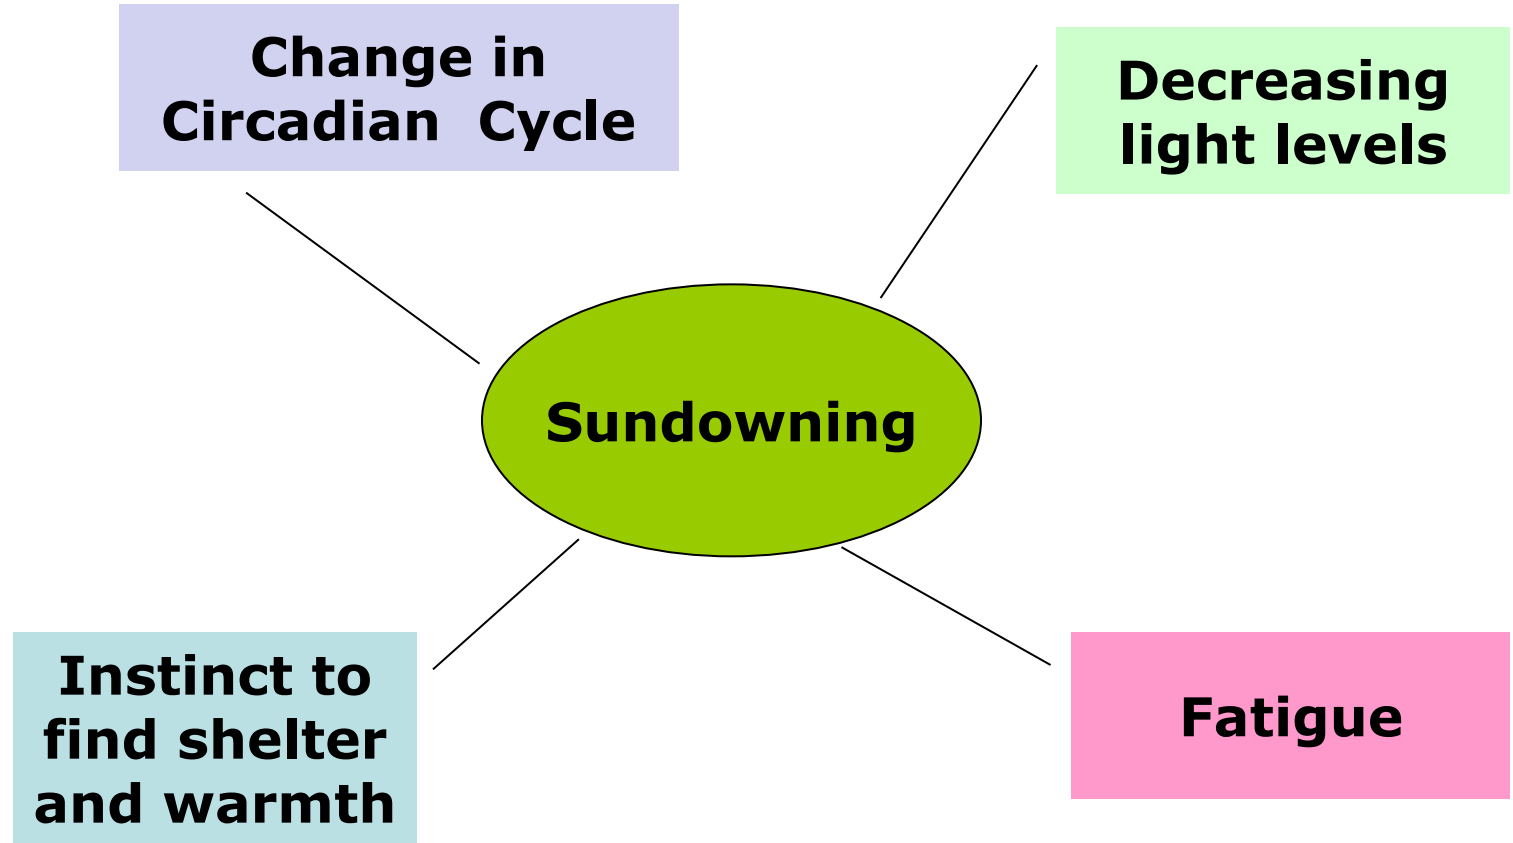 Change in
Circadian  Cycle
Decreasing
light levels
Sundowning
Instinct to
find shelter
and warmth
Fatigue